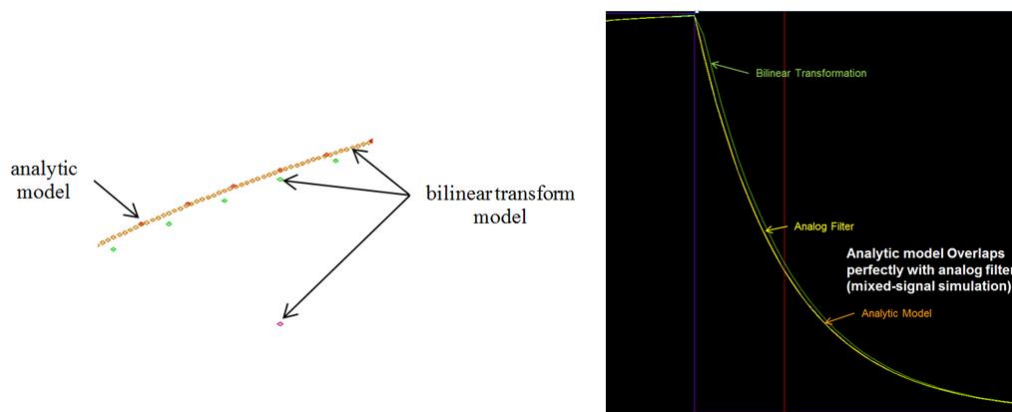 analytic
model
bilinear transform
model
Bilinear Transformation
Analog Filter
Analytic model Overlaps
perfectly with analog filter
(mixed-signal simulation)
Analytic Model